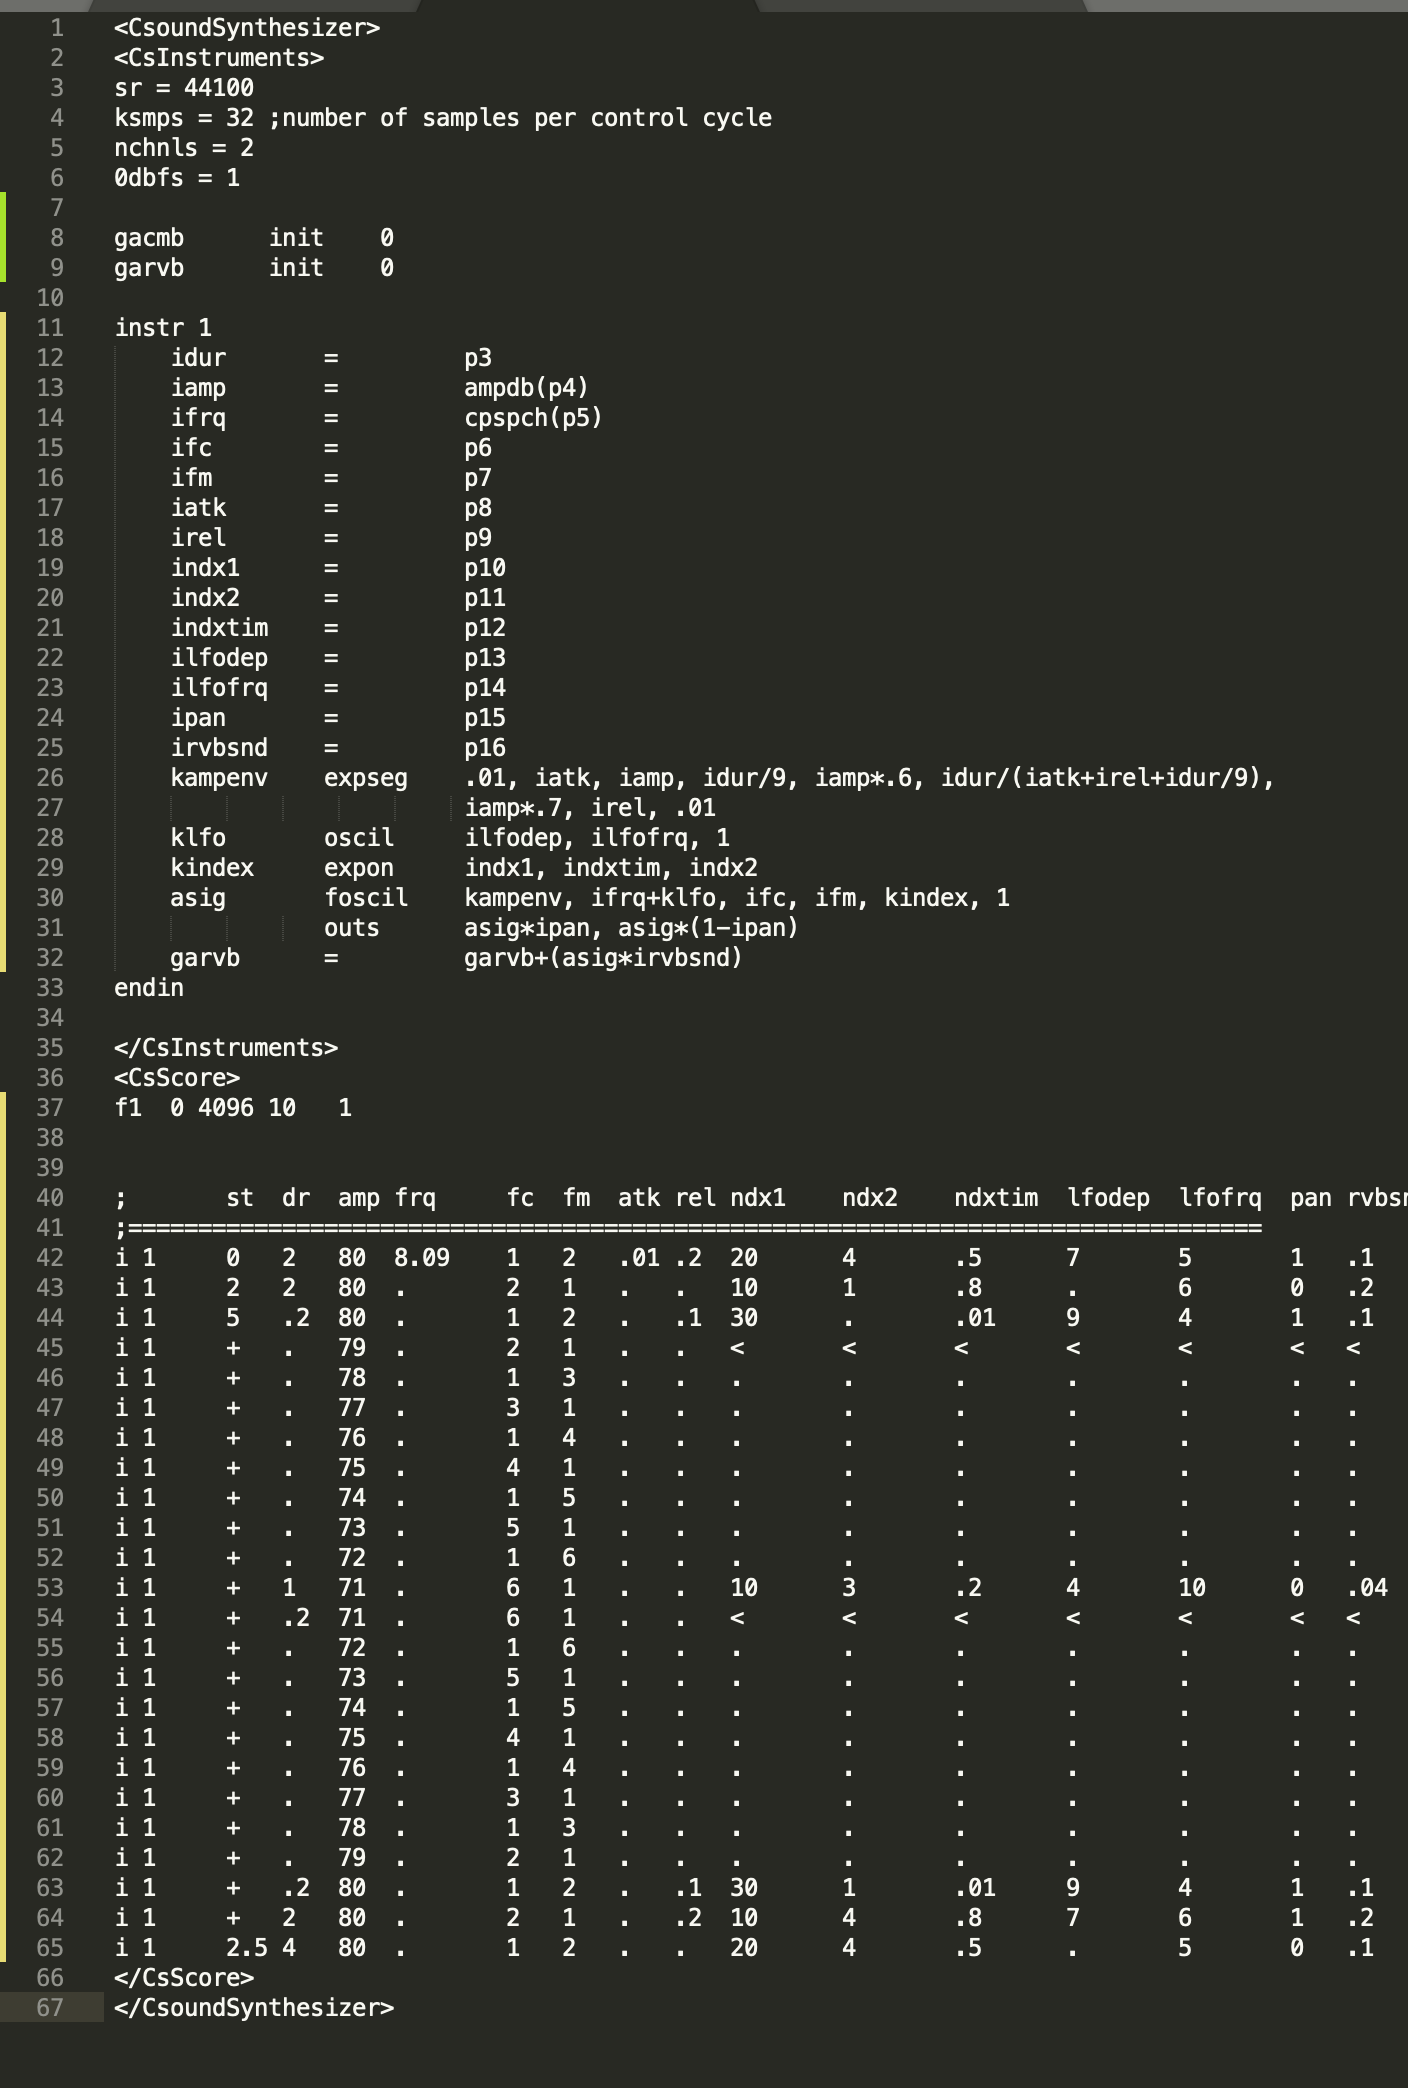 1 <CsoundSynthesizer>
2 <CsInstruments>
3 sr = 44100
4 ksmps = 32 ;number of samples per control cycle
5 nchnls = 2
6 0dbfs = 1
7
8 gacmb init 0
9 garvb init 0
10
11 instr 1
12 idur = p3
13 iamp = ampdb(p4)
14 ifrq = cpspch(p5)
15 ifc = p6
16 ifm = p7
17 iatk = p8
18 irel = p9
19 indx1 = p10
20 indx2 = p11
21 indxtim = p12
22 ilfodep = p13
23 ilfofrq = p14
24 ipan = p15
25 irvbsnd = p16
26 kampenv expseg .01, iatk, iamp, idur/9, iamp*.6, idur/(iatk+irel+idur/9),
27 iamp*.7, irel, .01
28 klfo oscil ilfodep, ilfofrq, 1
29 kindex expon indx1, indxtim, indx2
30 asig foscil kampenv, ifrq+klfo, ifc, ifm, kindex, 1
31 outs asig*ipan, asig*(1-ipan)
32 garvb = garvb+(asig*irvbsnd)
33 endin
34
35 </CsInstruments>
36 <CsScore>
37 f1 0 4096 10 1
38
39
40 ; st dr amp frq fc fm atk rel ndx1 ndx2 ndxtim lfodep lfofrq pan rvbsn
41 ;=================================================================================
42 i 1 0 2 80 8.09 1 2 .01 .2 20 4 .5 7 5 1 .1
43 i 1 2 2 80 . 2 1 . . 10 1 .8 . 6 0 .2
44 i 1 5 .2 80 . 1 2 . .1 30 . .01 9 4 1 .1
45 i 1 + . 79 . 2 1 . . < < < < < < <
46 i 1 + . 78 . 1 3 . . . . . . . . .
47 i 1 + . 77 . 3 1 . . . . . . . . .
48 i 1 + . 76 . 1 4 . . . . . . . . .
49 i 1 + . 75 . 4 1 . . . . . . . . .
50 i 1 + . 74 . 1 5 . . . . . . . . .
51 i 1 + . 73 . 5 1 . . . . . . . . .
52 i 1 + . 72 . 1 6 . . . . . . . . .
53 i 1 + 1 71 . 6 1 . . 10 3 .2 4 10 0 .04
54 i 1 + .2 71 . 6 1 . . < < < < < < <
55 i 1 + . 72 . 1 6 . . . . . . . . .
56 i 1 + . 73 . 5 1 . . . . . . . . .
57 i 1 + . 74 . 1 5 . . . . . . . . .
58 i 1 + . 75 . 4 1 . . . . . . . . .
59 i 1 + . 76 . 1 4 . . . . . . . . .
60 i 1 + . 77 . 3 1 . . . . . . . . .
61 i 1 + . 78 . 1 3 . . . . . . . . .
62 i 1 + . 79 . 2 1 . . . . . . . . .
63 i 1 + .2 80 . 1 2 . .1 30 1 .01 9 4 1 .1
64 i 1 + 2 80 . 2 1 . .2 10 4 .8 7 6 1 .2
65 i 1 2.5 4 80 . 1 2 . . 20 4 .5 . 5 0 .1
66 </CsScore>
67 </CsoundSynthesizer>